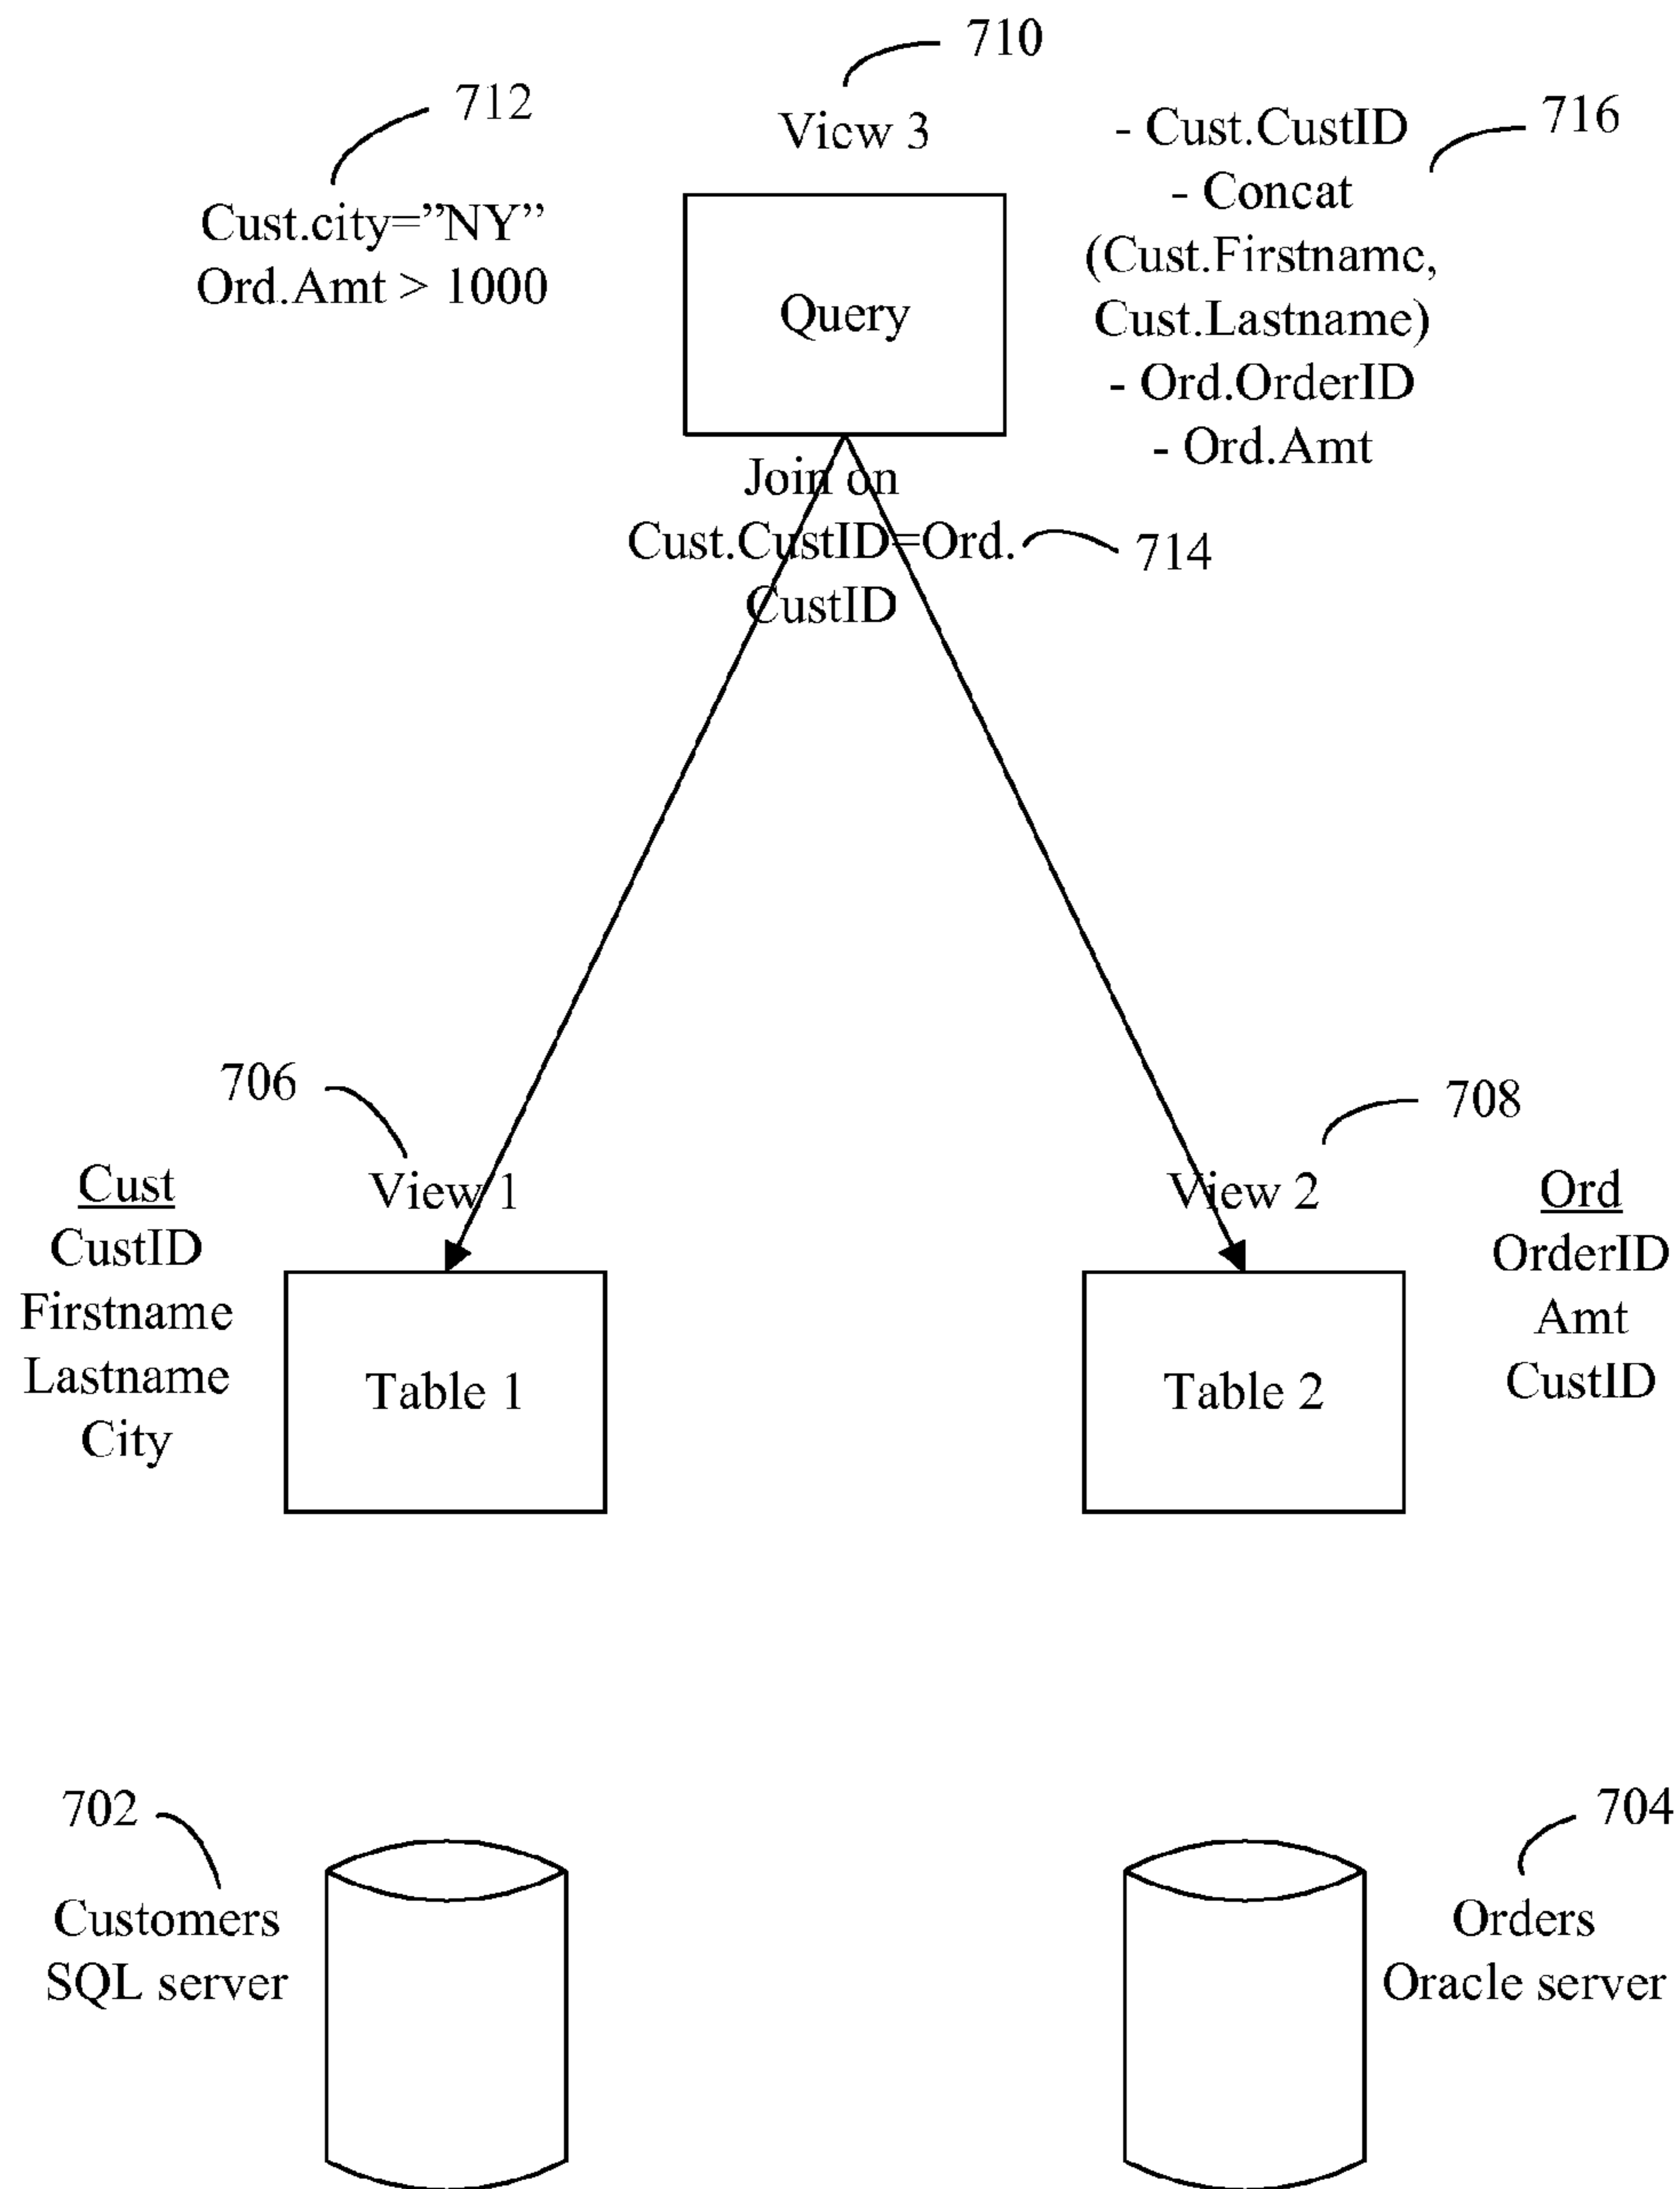 710
712
View 3
- Cust.CustID
716
- Concat
Cust.city=”NY”
(Cust.Firstname,
Ord.Amt > 1000
Query
Cust.Lastname)
- Ord.OrderID
- Ord.Amt
Join on
Cust.CustID=Ord.
714
CustID
706
708
Cust
View 1
View 2
Ord
CustID
OrderID
Firstname
Amt
Lastname
Table 1
Table 2
CustID
City
702
704
Customers
Orders
SQL server
Oracle server